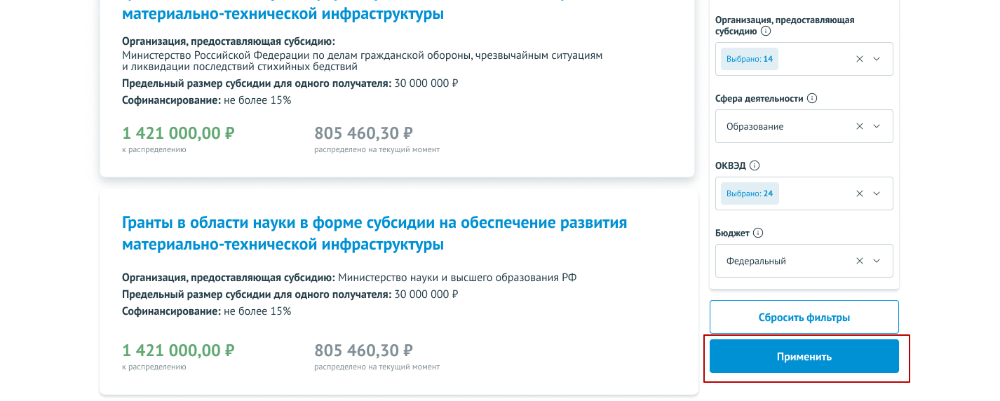 материально-технической инфраструктуры
Организация, предоставляющая субсидию:
Министерство Российской Федерации по делам гражданской обороны, чрезвычайным ситуациям
и ликвидации последствий стихийных бедствий
Предельный размер субсидии для одного получателя: 30 000 000 ₽
Софинансирование: не более 15%
1 421 000,00 ₽
к распределению
805 460,30 ₽
распределено на текущий момент
Гранты в области науки в форме субсидии на обеспечение развития
материально-технической инфраструктуры
Организация, предоставляющая субсидию: Министерство науки и высшего образования РФ
Предельный размер субсидии для одного получателя: 30 000 000 ₽
Софинансирование: не более 15%
1 421 000,00 ₽
к распределению
805 460,30 ₽
распределено на текущий момент
Организация, предоставляющая
субсидию
Выбрано: 14
Сфера деятельности
Образование
ОКВЭД
Выбрано: 24
Бюджет
Федеральный
Сбросить фильтры
Применить